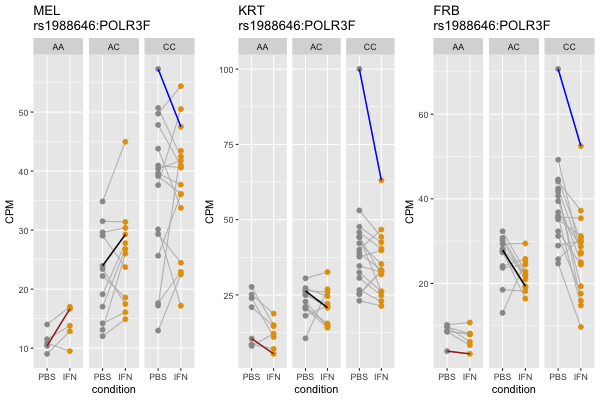 MEL
rs1988646:POLR3F
AA AC CC
CPM
50
40
30
20
10
PBS IFN PBS IFN PBS IFN
condition
KRT
rs1988646:POLR3F
AA AC CC
CPM
100
75
50
25
PBS IFN PBS IFN PBS IFN
condition
FRB
rs1988646:POLR3F
AA AC CC
CPM
60
40
20
PBS IFN PBS IFN PBS IFN
condition